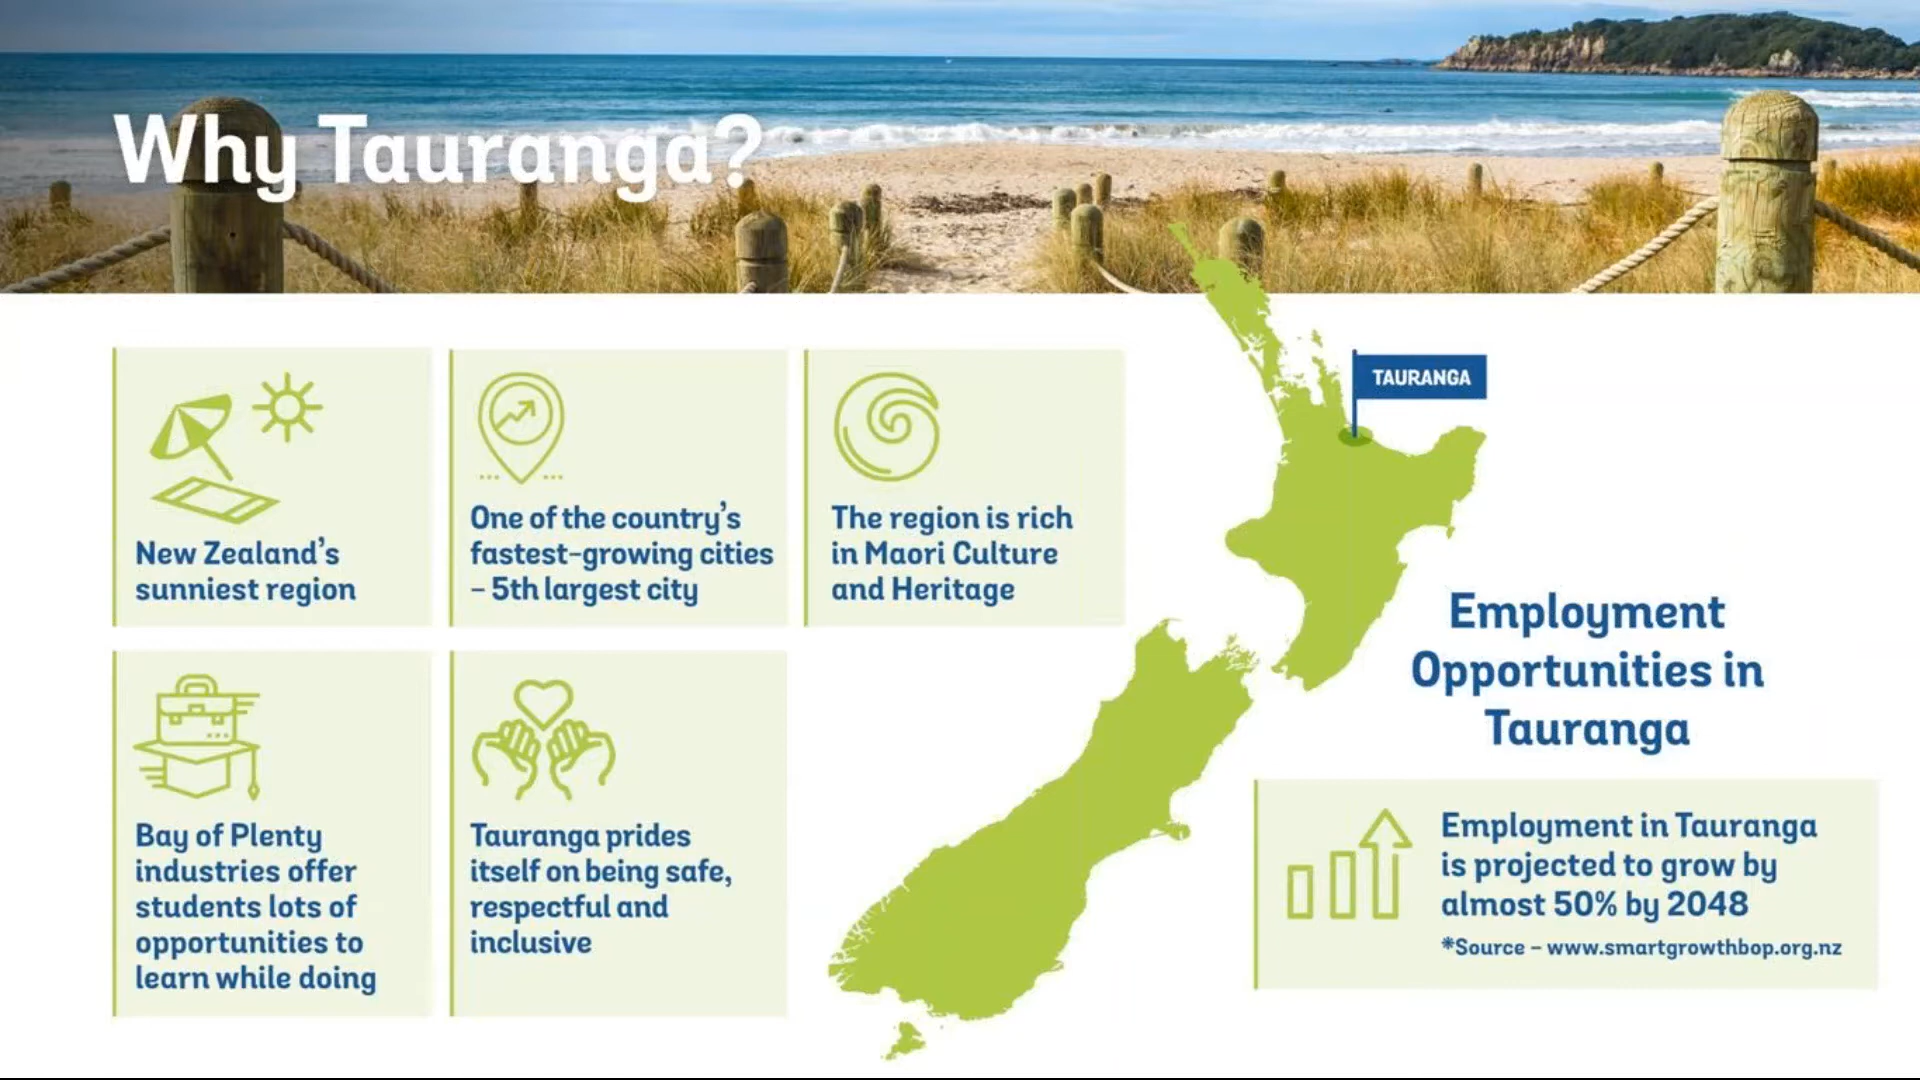 Why Tauranga?
TAURANGA
New Zealand's
sunniest region
One of the country's
fastest-growing cities
– 5th largest city
The region is rich
in Maori Culture
and Heritage
Bay of Plenty
industries offer
students lots of
opportunities to
learn while doing
Tauranga prides
itself on being safe,
respectful and
inclusive
Employment
Opportunities in
Tauranga
Employment in Tauranga
is projected to grow by
almost 50% by 2048
*Source – www.smartgrowthbop.org.nz